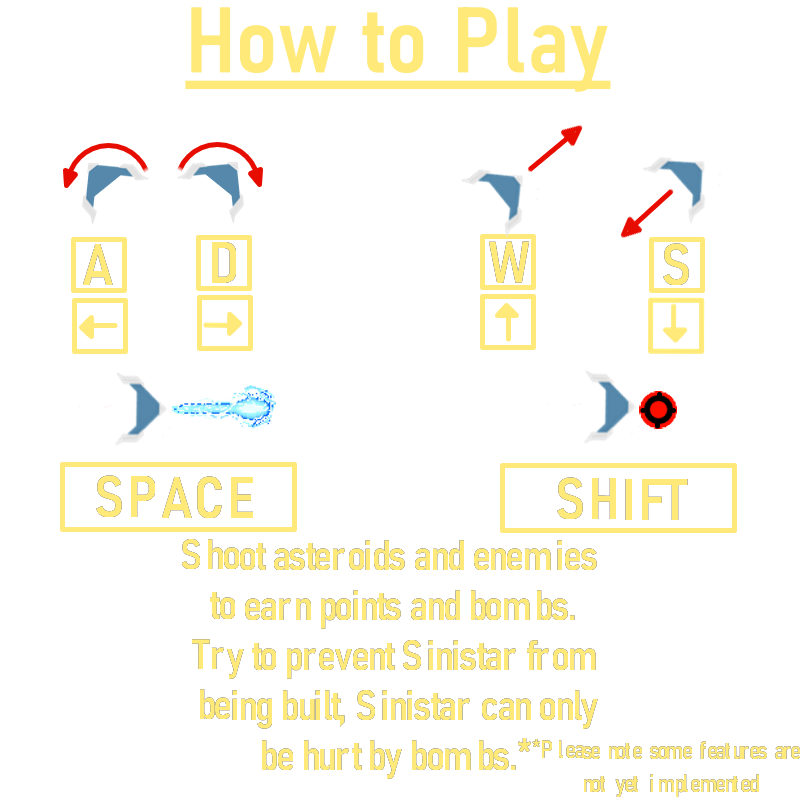 How to Play
A D W S
← → ↑ ↓
SPACE SHIFT
Shoot asteroids and enemies
to earn points and bombs.
Try to prevent Sinistar from
being built, Sinistar can only
be hurt by bombs.**Please note some features are
not yet implemented